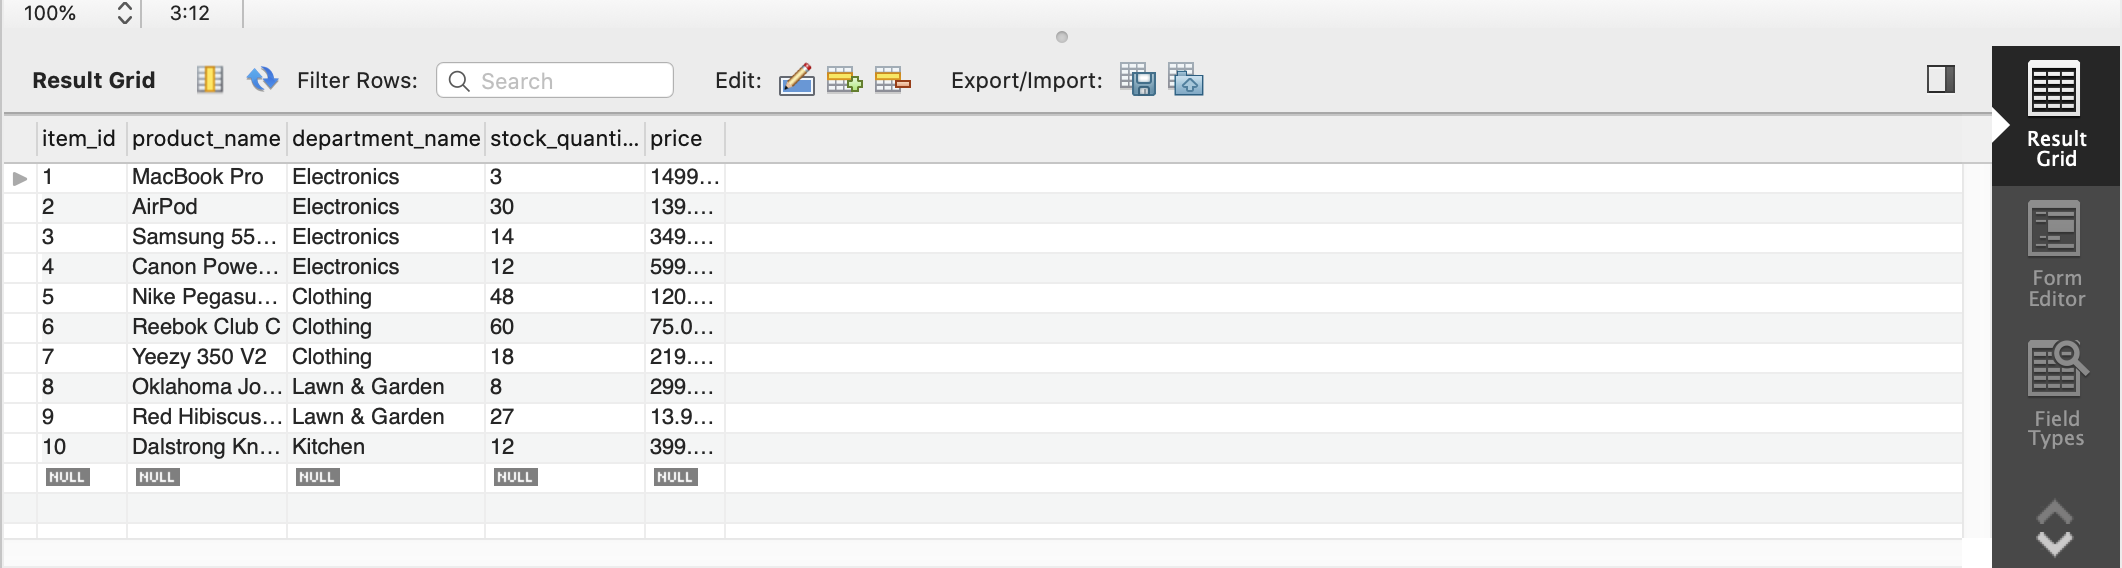 100% 3:12
Result Grid Filter Rows: Search Edit: Export/Import:
item_id product_name department_name stock_quanti... price
1 MacBook Pro Electronics 3 1499...
2 AirPod Electronics 30 139....
3 Samsung 55... Electronics 14 349....
4 Canon Powe... Electronics 12 599....
5 Nike Pegasu... Clothing 48 120....
6 Reebok Club C Clothing 60 75.0...
7 Yeezy 350 V2 Clothing 18 219....
8 Oklahoma Jo... Lawn & Garden 8 299....
9 Red Hibiscus... Lawn & Garden 27 13.9...
10 Dalstrong Kn... Kitchen 12 399....
NULL NULL NULL NULL NULL
Result
Grid
Form
Editor
Field
Types